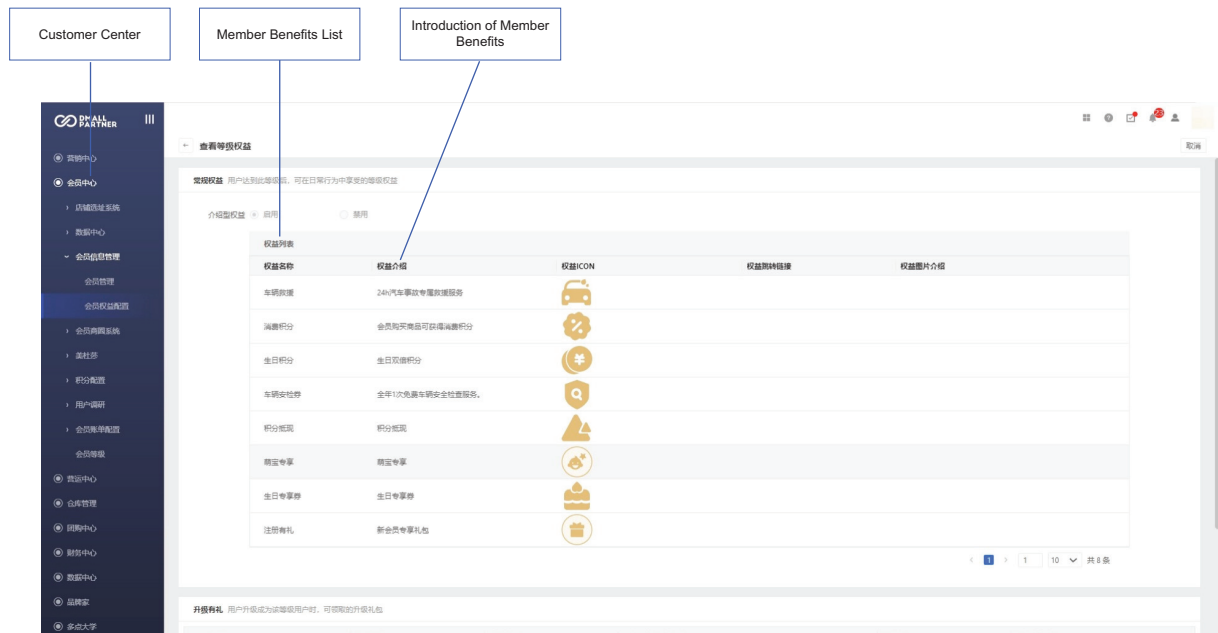 Customer Center
Member Benefits List
Introduction of Member
Benefits
DMALL
PARTNER
23
查看等级权益
取消
营销中心
会员中心
店铺选址系统
数据中心
会员信息管理
会员管理
会员权益配置
会员商圈系统
美杜莎
积分配置
用户调研
会员账单配置
会员等级
营运中心
仓库管理
团购中心
财务中心
数据中心
品牌家
多点大学
常规权益 用户达到此等级后,可在日常行为中享受的等级权益
介绍型权益 启用 禁用
权益列表
权益名称 权益介绍 权益ICON 权益跳转链接 权益图片介绍
车辆救援 24h汽车事故专属救援服务
消费积分 会员购买商品可获得消费积分
生日积分 生日双倍积分
车辆安检券 全年1次免费车辆安全检查服务。
积分抵现 积分抵现
萌宝专享 萌宝专享
生日专享券 生日专享券
注册有礼 新会员专享礼包
1 1 10 共 8 条
升级有礼 用户升级成为该等级用户时,可领取的升级礼包